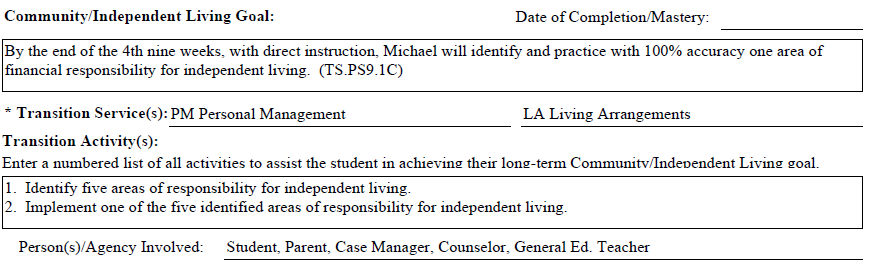 Community/Independent Living Goal: Date of Completion/Mastery:
By the end of the 4th nine weeks, with direct instruction, Michael will identify and practice with 100% accuracy one area of
financial responsibility for independent living. (TS.PS9.1C)
* Transition Service(s): PM Personal Management LA Living Arrangements
Transition Activity(s):
Enter a numbered list of all activities to assist the student in achieving their long-term Community/Independent Living goal.
1. Identify five areas of responsibility for independent living.
2. Implement one of the five identified areas of responsibility for independent living.
Person(s)/Agency Involved: Student, Parent, Case Manager, Counselor, General Ed. Teacher